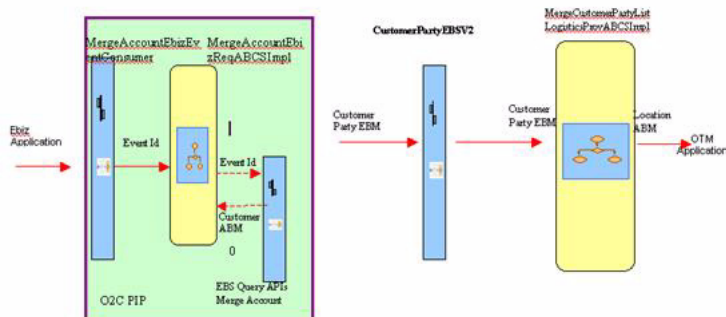 MergeAccountEbizEv
entConsumer
MergeAccountEbi
zReqABCSImpl
CustomerPartyEBSV2
MergeCustomerPartyList
LogisticsProvABCSImpl
Ebiz
Application
Event Id
Event Id
Customer
ABM
0
EBS Query APIs
Merge Account
O2C PIP
Customer
Party EBM
Customer
Party EBM
Location
ABM
OTM
Application